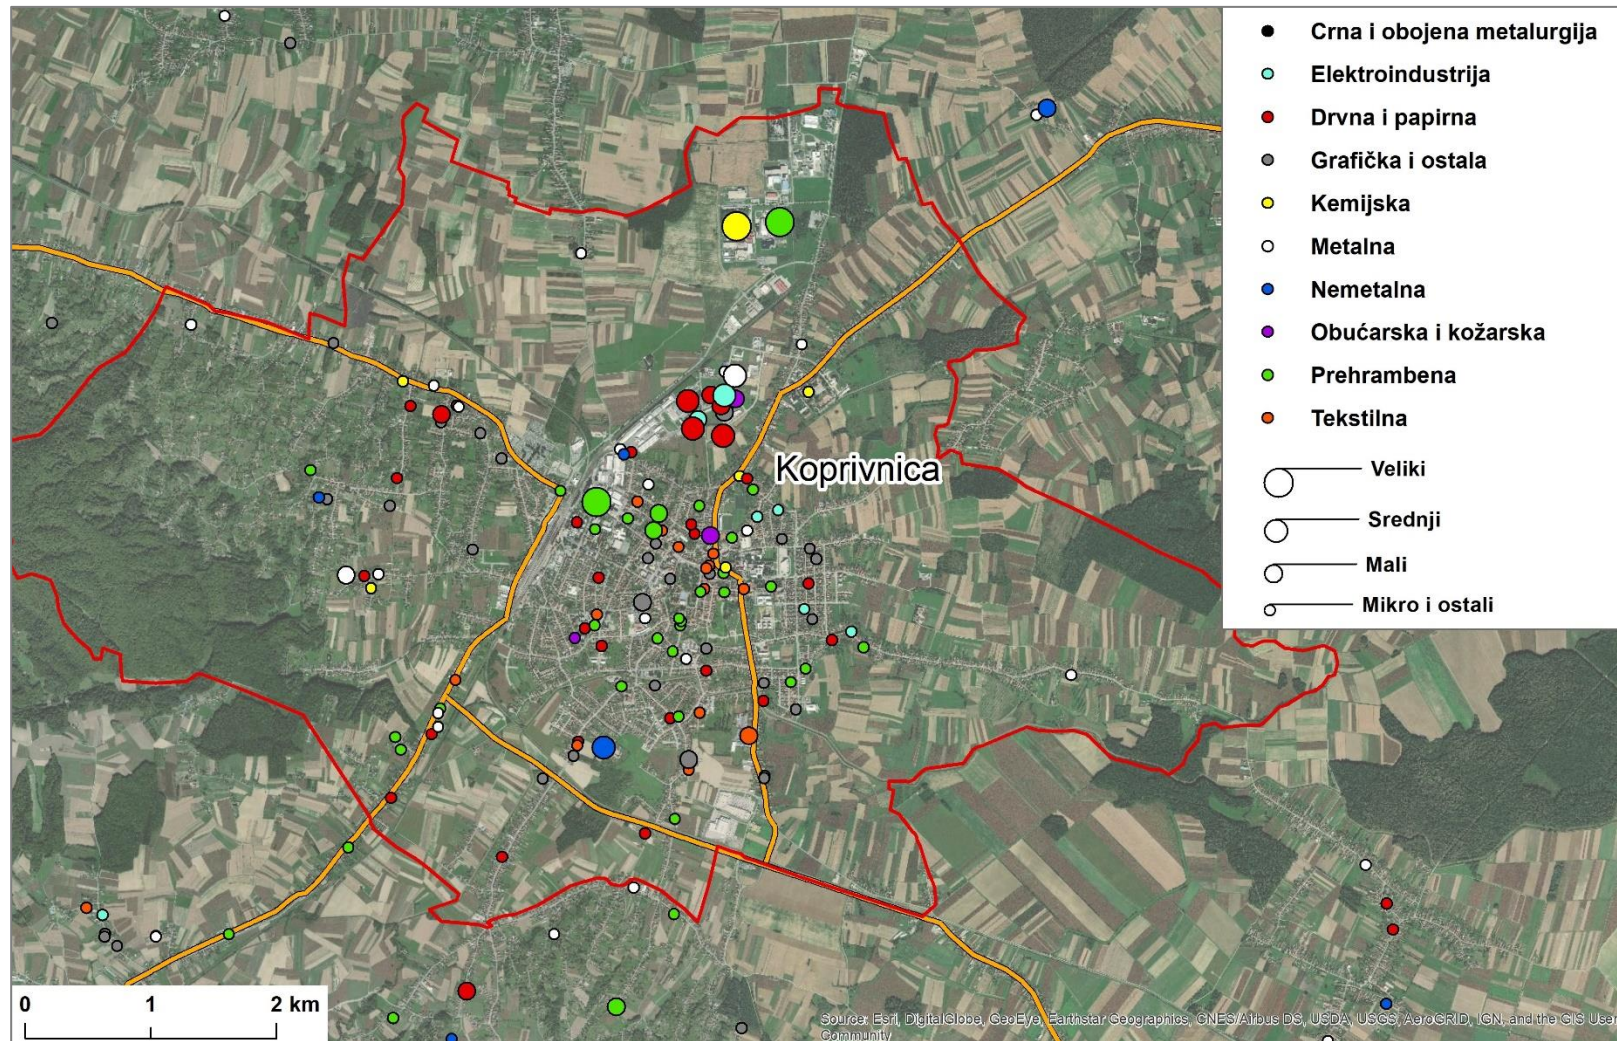 Crna i obojena metalurgija
Elektroindustrija
Drvna i papirna
Grafička i ostala
Kemijska
Metalna
Nemetalna
Obućarska i kožarska
Prehrambena
Tekstilna
Veliki
Srednji
Mali
Mikro i ostali
Koprivnica
0 1 2 km
Source: Esri, DigitalGlobe, GeoEye, Earthstar Geographics, CNES/Airbus DS, USDA, USGS, AeroGRID, IGN, and the GIS User
Community